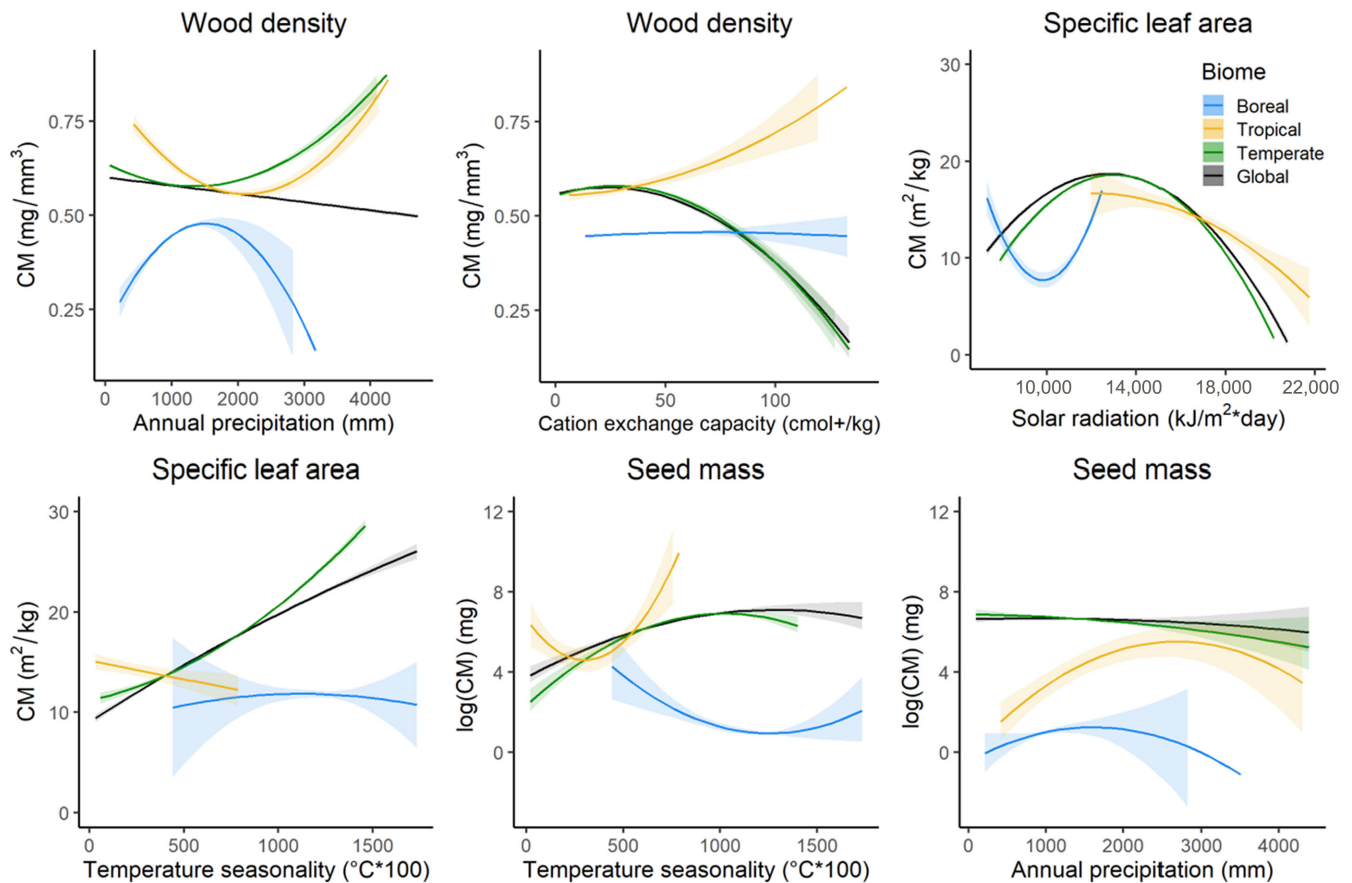 Wood density
CM (mg/mm³)
0.75
0.50
0.25
0 1000 2000 3000 4000
Annual precipitation (mm)
Wood density
CM (mg/mm³)
0.75
0.50
0.25
0 50 100
Cation exchange capacity (cmol+/kg)
Specific leaf area
CM (m²/kg)
30
20
10
0
10,000 14,000 18,000 22,000
Solar radiation (kJ/m²*day)
Biome
Boreal
Tropical
Temperate
Global
Specific leaf area
CM (m²/kg)
30
20
10
0
0 500 1000 1500
Temperature seasonality (°C*100)
Seed mass
log(CM) (mg)
12
8
4
0
0 500 1000 1500
Temperature seasonality (°C*100)
Seed mass
log(CM) (mg)
12
8
4
0
0 1000 2000 3000 4000
Annual precipitation (mm)